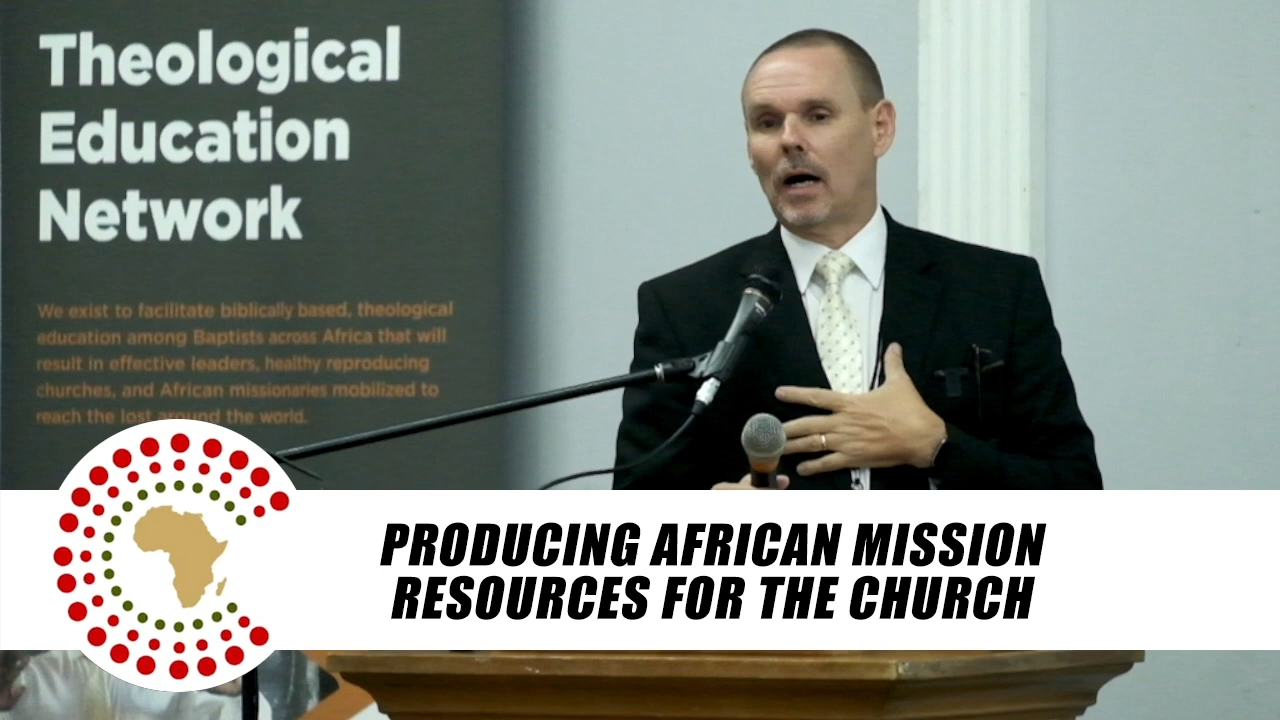 Theological
Education
Network
We exist to facilitate biblically based, theological
education among Baptists across Africa that will
result in effective leaders, healthy reproducing
churches, and African missionaries mobilized to
reach the lost around the world.
PRODUCING AFRICAN MISSION
RESOURCES FOR THE CHURCH